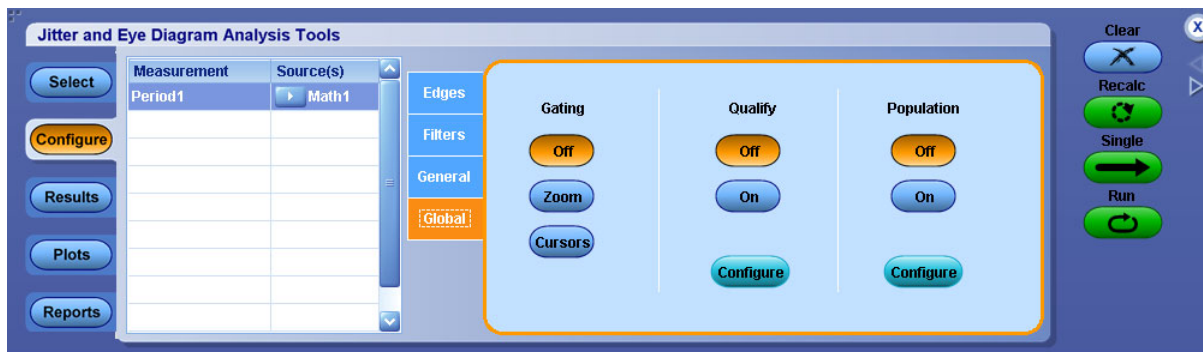 Jitter and Eye Diagram Analysis Tools
Select
Configure
Results
Plots
Reports
Measurement Source(s)
Period1 Math1
Edges
Filters
General
Global
Gating
Off
Zoom
Cursors
Qualify
Off
On
Configure
Population
Off
On
Configure
Clear
Recalc
Single
Run
X